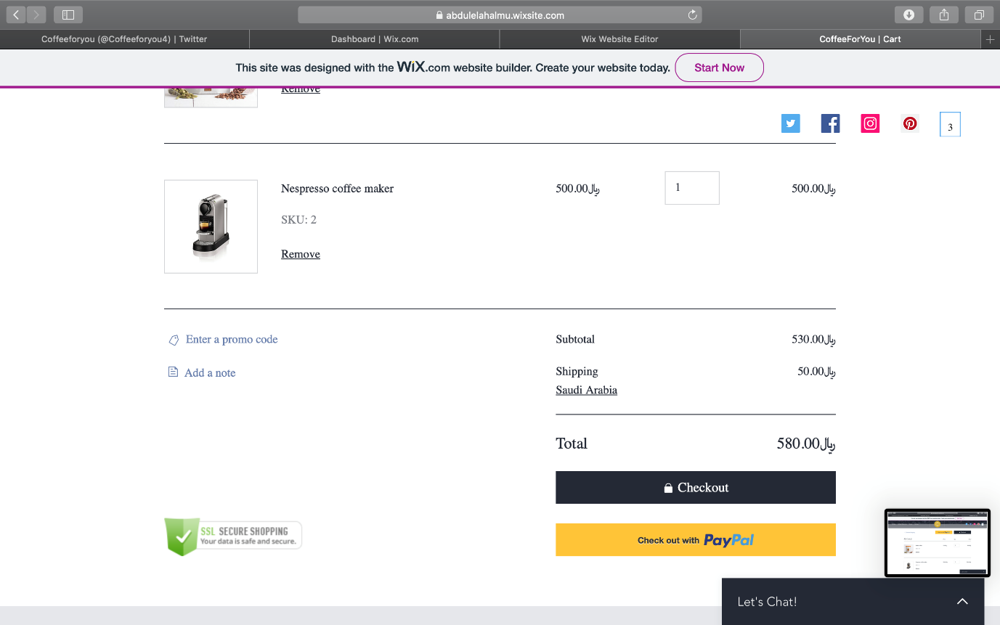 abdulelahalmu.wixsite.com
Coffeeforyou (@Coffeeforyou4) | Twitter
Dashboard | Wix.com
Wix Website Editor
CoffeeForYou | Cart
This site was designed with the WiX.com website builder. Create your website today.
Start Now
Remove
3
Nespresso coffee maker
500.00﷼
1
500.00﷼
SKU: 2
Remove
Enter a promo code
Add a note
Subtotal
530.00﷼
Shipping
50.00﷼
Saudi Arabia
Total
580.00﷼
Checkout
Check out with PayPal
SSL SECURE SHOPPING
Your data is safe and secure.
Let's Chat!